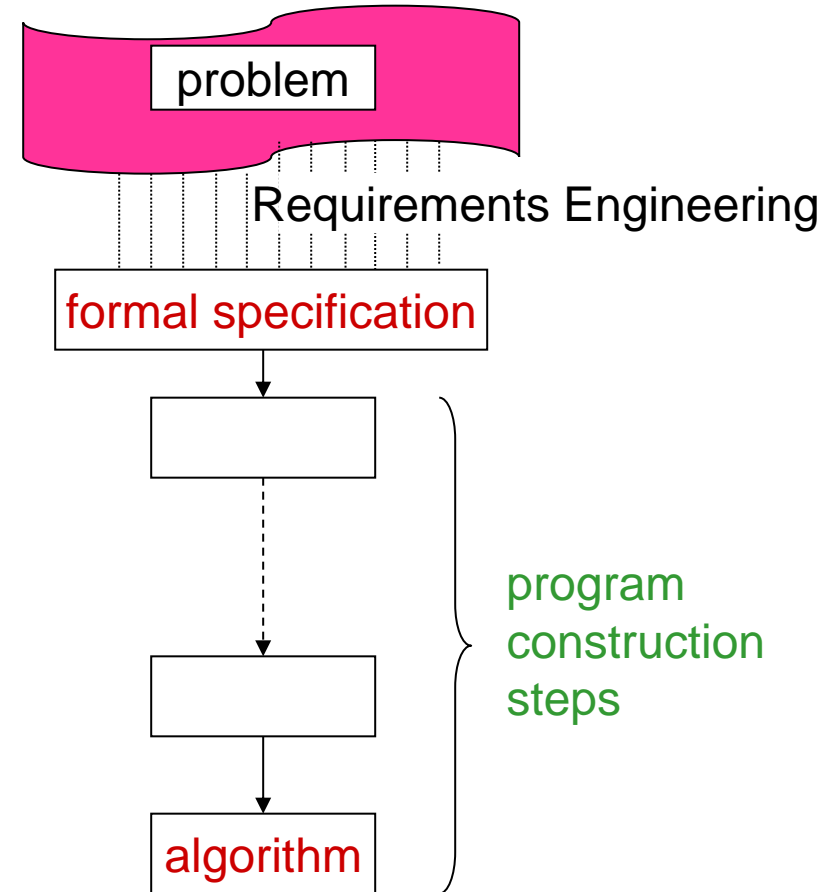 problem
Requirements Engineering
formal specification
program
construction
steps
algorithm